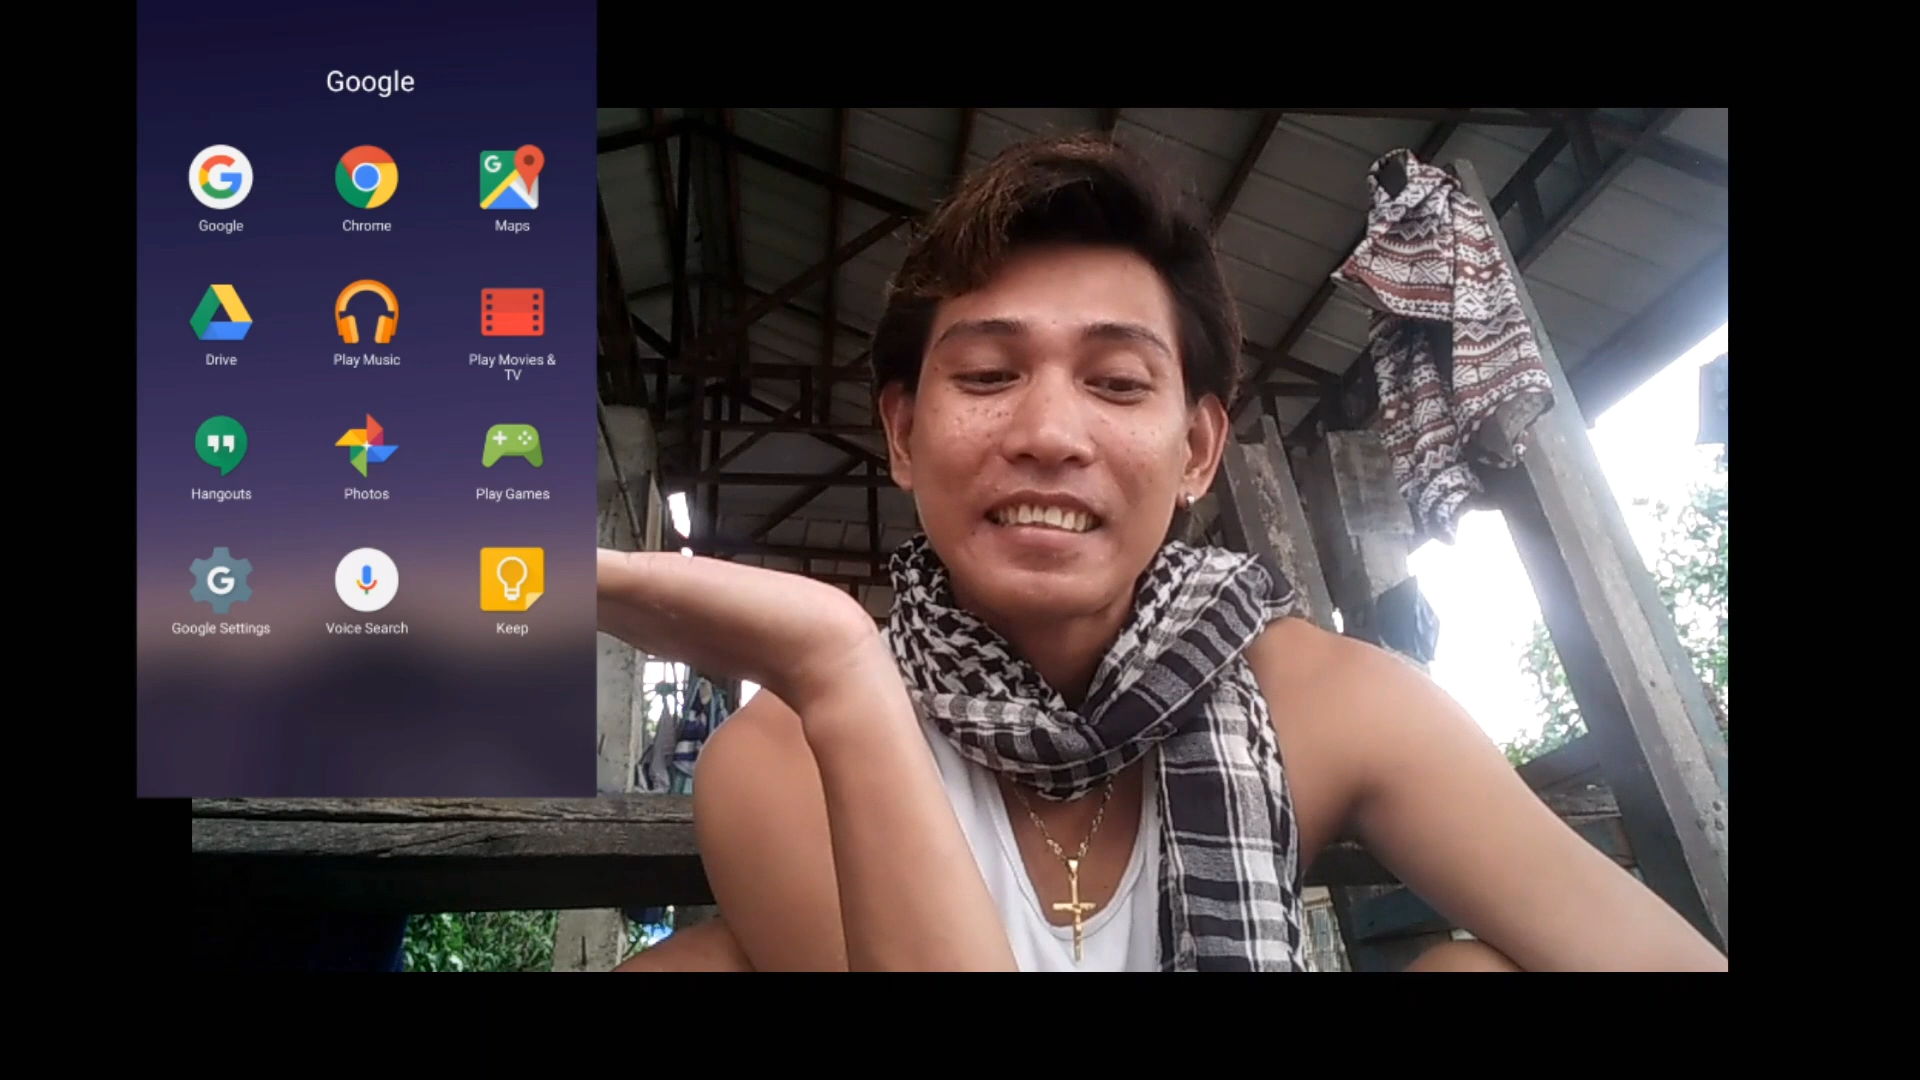 Google
Google
Chrome
Maps
Drive
Play Music
Play Movies &
TV
Hangouts
Photos
Play Games
Google Settings
Voice Search
Keep